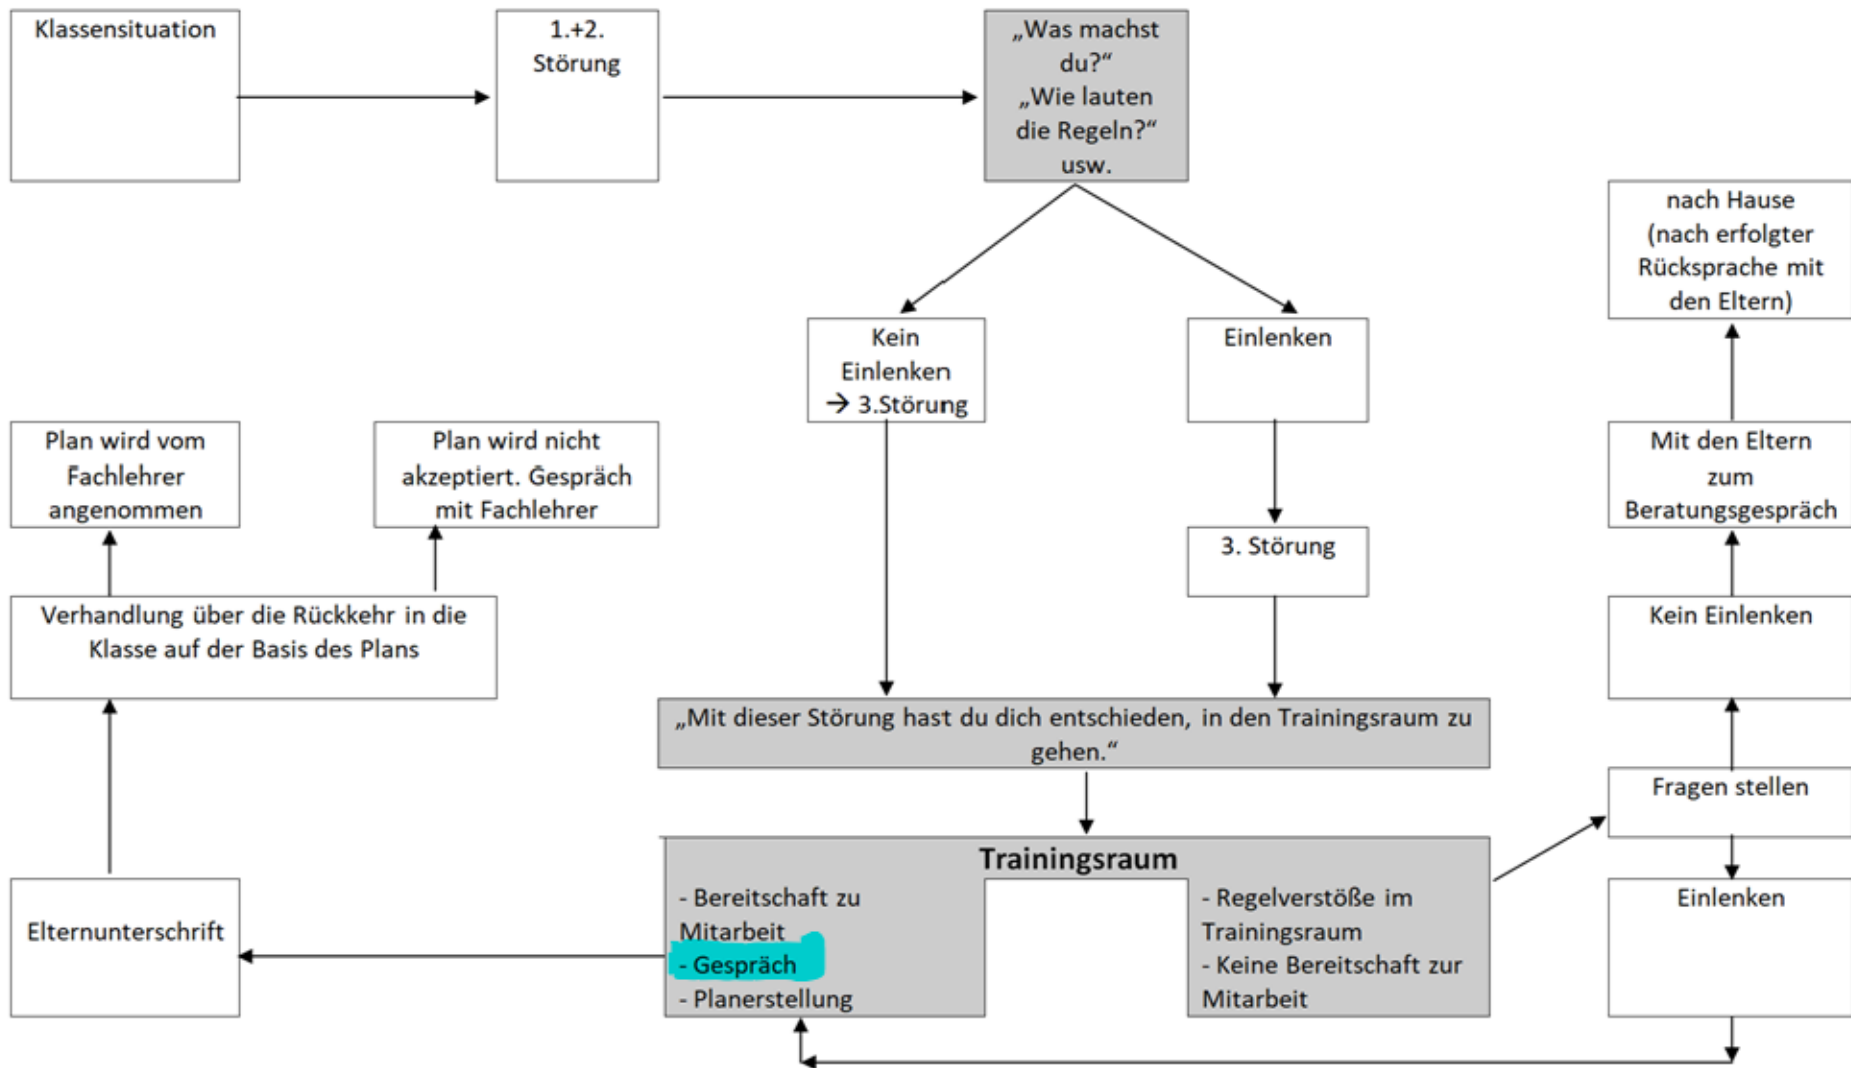 Klassensituation
1.+2.
Störung
„Was machst
du?“
„Wie lauten
die Regeln?“
usw.
nach Hause
(nach erfolgter
Rücksprache mit
den Eltern)
Kein
Einlenken
→ 3.Störung
Einlenken
Plan wird vom
Fachlehrer
angenommen
Plan wird nicht
akzeptiert. Gespräch
mit Fachlehrer
Mit den Eltern
zum
Beratungsgespräch
3. Störung
Verhandlung über die Rückkehr in die
Klasse auf der Basis des Plans
Kein Einlenken
„Mit dieser Störung hast du dich entschieden, in den Trainingsraum zu
gehen.“
Fragen stellen
Trainingsraum
- Bereitschaft zu
Mitarbeit
- Gespräch
- Planerstellung
- Regelverstöße im
Trainingsraum
- Keine Bereitschaft zur
Mitarbeit
Einlenken
Elternunterschrift